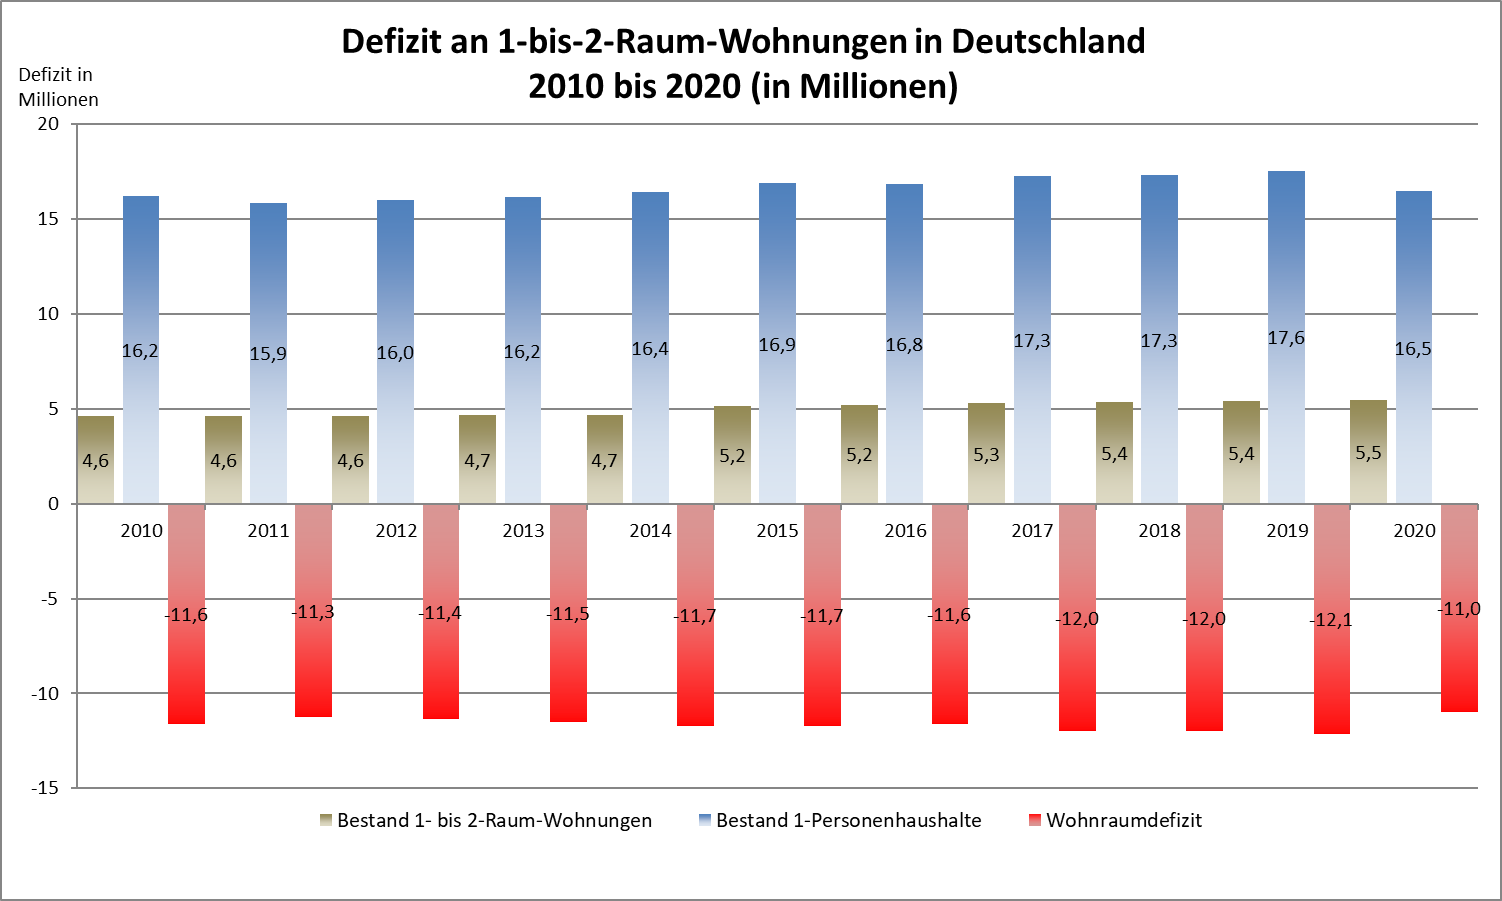 Defizit an 1-bis-2-Raum-Wohnungen in Deutschland
2010 bis 2020 (in Millionen)
Defizit in
Millionen
20
15
10
5
0
-5
-10
-15
16,2 15,9 16,0 16,2 16,4 16,9 16,8 17,3 17,3 17,6 16,5
4,6 4,6 4,6 4,7 4,7 5,2 5,2 5,3 5,4 5,4 5,5
2010 2011 2012 2013 2014 2015 2016 2017 2018 2019 2020
-11,6 -11,3 -11,4 -11,5 -11,7 -11,7 -11,6 -12,0 -12,0 -12,1 -11,0
Bestand 1- bis 2-Raum-Wohnungen Bestand 1-Personenhaushalte Wohnraumdefizit